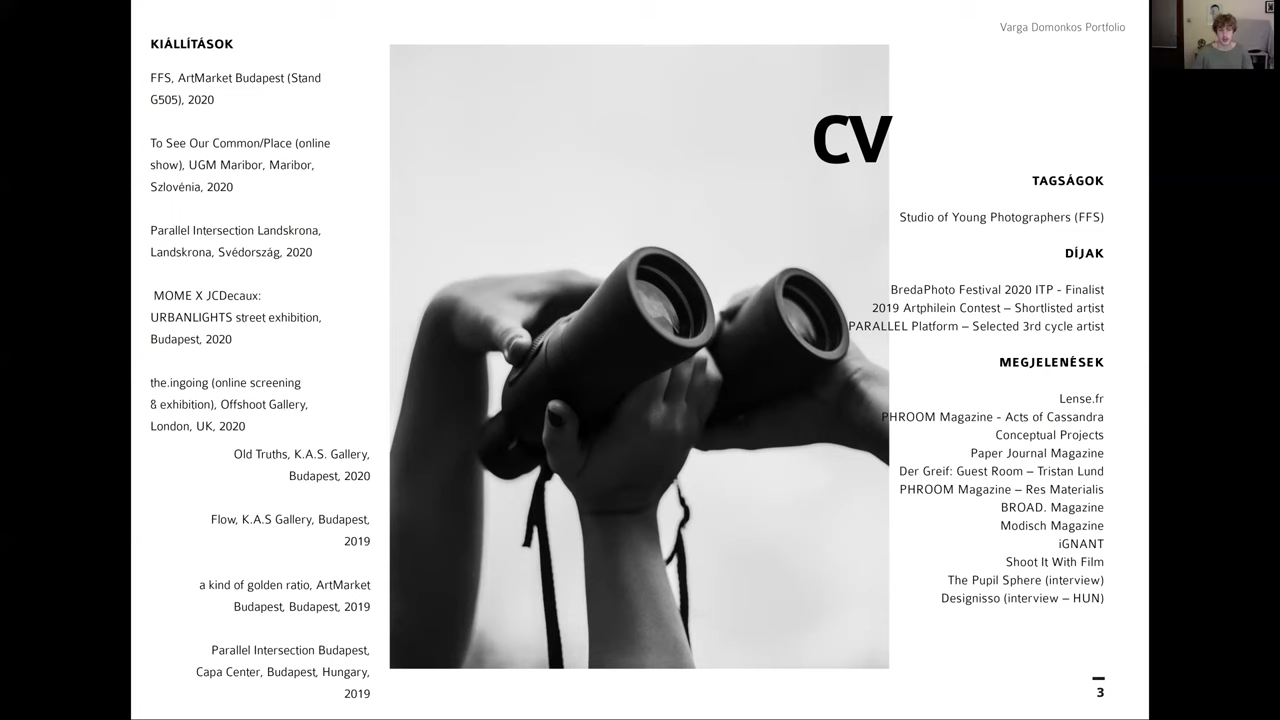 Varga Domonkos Portfolio
KIÁLLÍTÁSOK
FFS, ArtMarket Budapest (Stand
G505), 2020
To See Our Common/Place (online
show), UGM Maribor, Maribor,
Szlovénia, 2020
Parallel Intersection Landskrona,
Landskrona, Svédország, 2020
MOME X JCDecaux:
URBANLIGHTS street exhibition,
Budapest, 2020
the.ingoing (online screening
& exhibition), Offshoot Gallery,
London, UK, 2020
Old Truths, K.A.S. Gallery,
Budapest, 2020
Flow, K.A.S Gallery, Budapest,
2019
a kind of golden ratio, ArtMarket
Budapest, Budapest, 2019
Parallel Intersection Budapest,
Capa Center, Budapest, Hungary,
2019
CV
TAGSÁGOK
Studio of Young Photographers (FFS)
DÍJAK
BredaPhoto Festival 2020 ITP - Finalist
2019 Artphilein Contest – Shortlisted artist
PARALLEL Platform – Selected 3rd cycle artist
MEGJELENÉSEK
Lense.fr
PHROOM Magazine - Acts of Cassandra
Conceptual Projects
Paper Journal Magazine
Der Greif: Guest Room – Tristan Lund
PHROOM Magazine – Res Materialis
BROAD. Magazine
Modisch Magazine
iGNANT
Shoot It With Film
The Pupil Sphere (interview)
Designisso (interview – HUN)
3